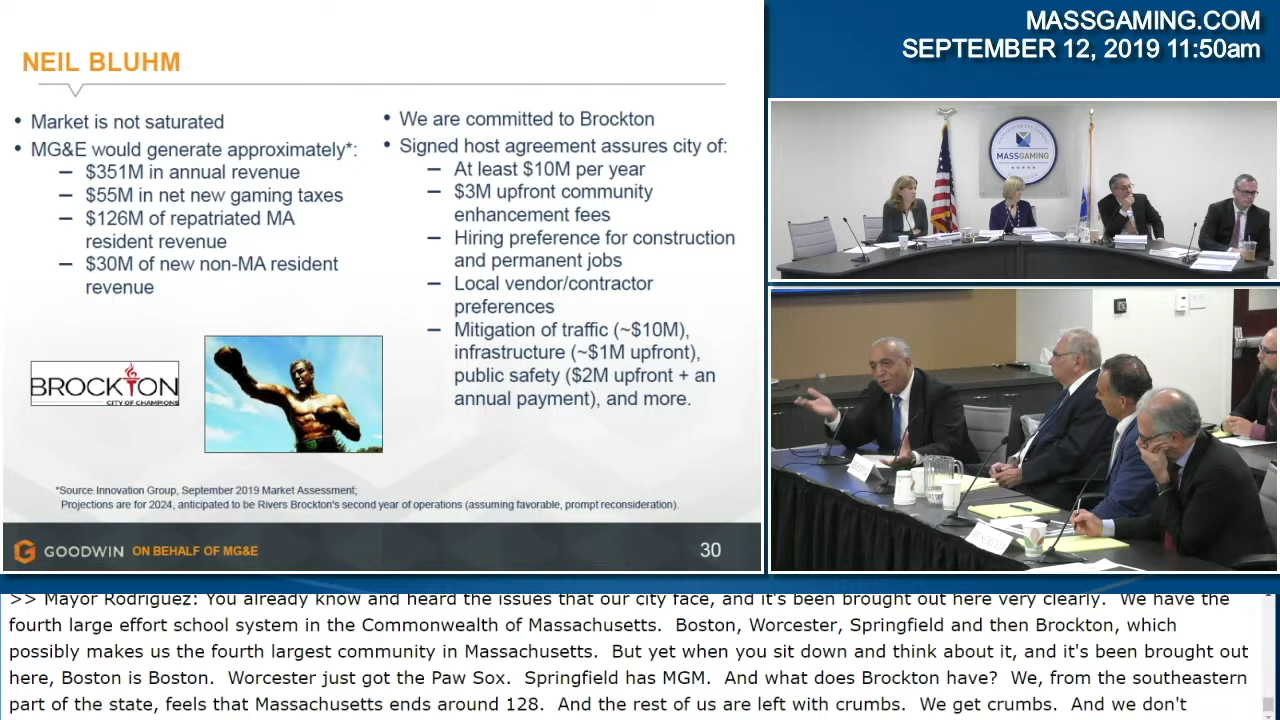 NEIL BLUHM
• Market is not saturated
• MG&E would generate approximately*:
– $351M in annual revenue
– $55M in net new gaming taxes
– $126M of repatriated MA
resident revenue
– $30M of new non-MA resident
revenue
• We are committed to Brockton
• Signed host agreement assures city of:
– At least $10M per year
– $3M upfront community
enhancement fees
– Hiring preference for construction
and permanent jobs
– Local vendor/contractor
preferences
– Mitigation of traffic (~$10M),
infrastructure (~$1M upfront),
public safety ($2M upfront + an
annual payment), and more.
BROCKTON
CITY OF CHAMPIONS
*Source: Innovation Group, September 2019 Market Assessment;
Projections are for 2024, anticipated to be Rivers Brockton's second year of operations (assuming favorable, prompt reconsideration).
GOODWIN ON BEHALF OF MG&E
30
MASSGAMING.COM
SEPTEMBER 12, 2019 11:50am
MASSGAMING
RESERVED
>> Mayor Rodriguez: You already know and heard the issues that our city face, and it's been brought out here very clearly. We have the
fourth large effort school system in the Commonwealth of Massachusetts. Boston, Worcester, Springfield and then Brockton, which
possibly makes us the fourth largest community in Massachusetts. But yet when you sit down and think about it, and it's been brought out
here, Boston is Boston. Worcester just got the Paw Sox. Springfield has MGM. And what does Brockton have? We, from the southeastern
part of the state, feels that Massachusetts ends around 128. And the rest of us are left with crumbs. We get crumbs. And we don't